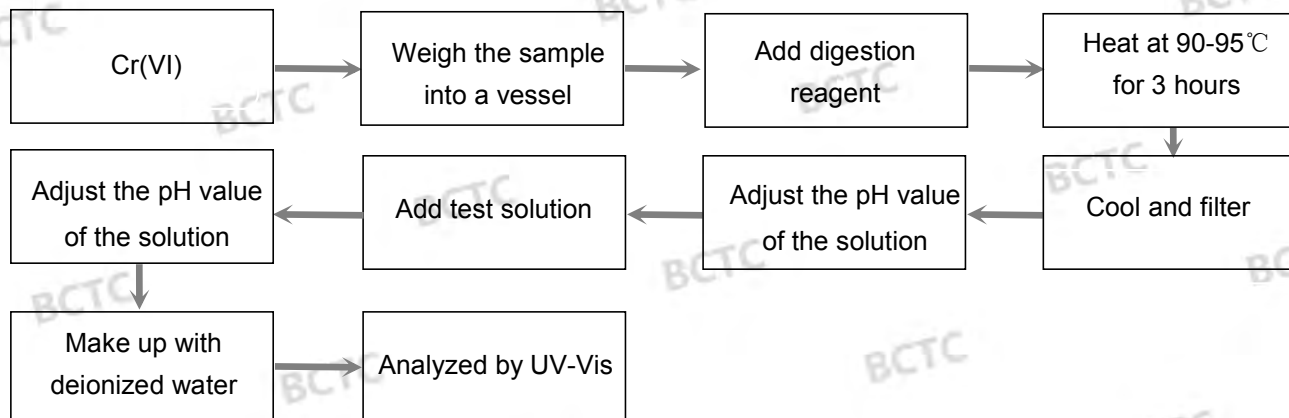 Cr(VI)
Weigh the sample
into a vessel
Add digestion
reagent
Heat at 90-95℃
for 3 hours
Cool and filter
Adjust the pH value
of the solution
Add test solution
Adjust the pH value
of the solution
Make up with
deionized water
Analyzed by UV-Vis
BCTC
BCTC
BCTC
BCTC
BCTC
BCTC
BCTC
BCTC